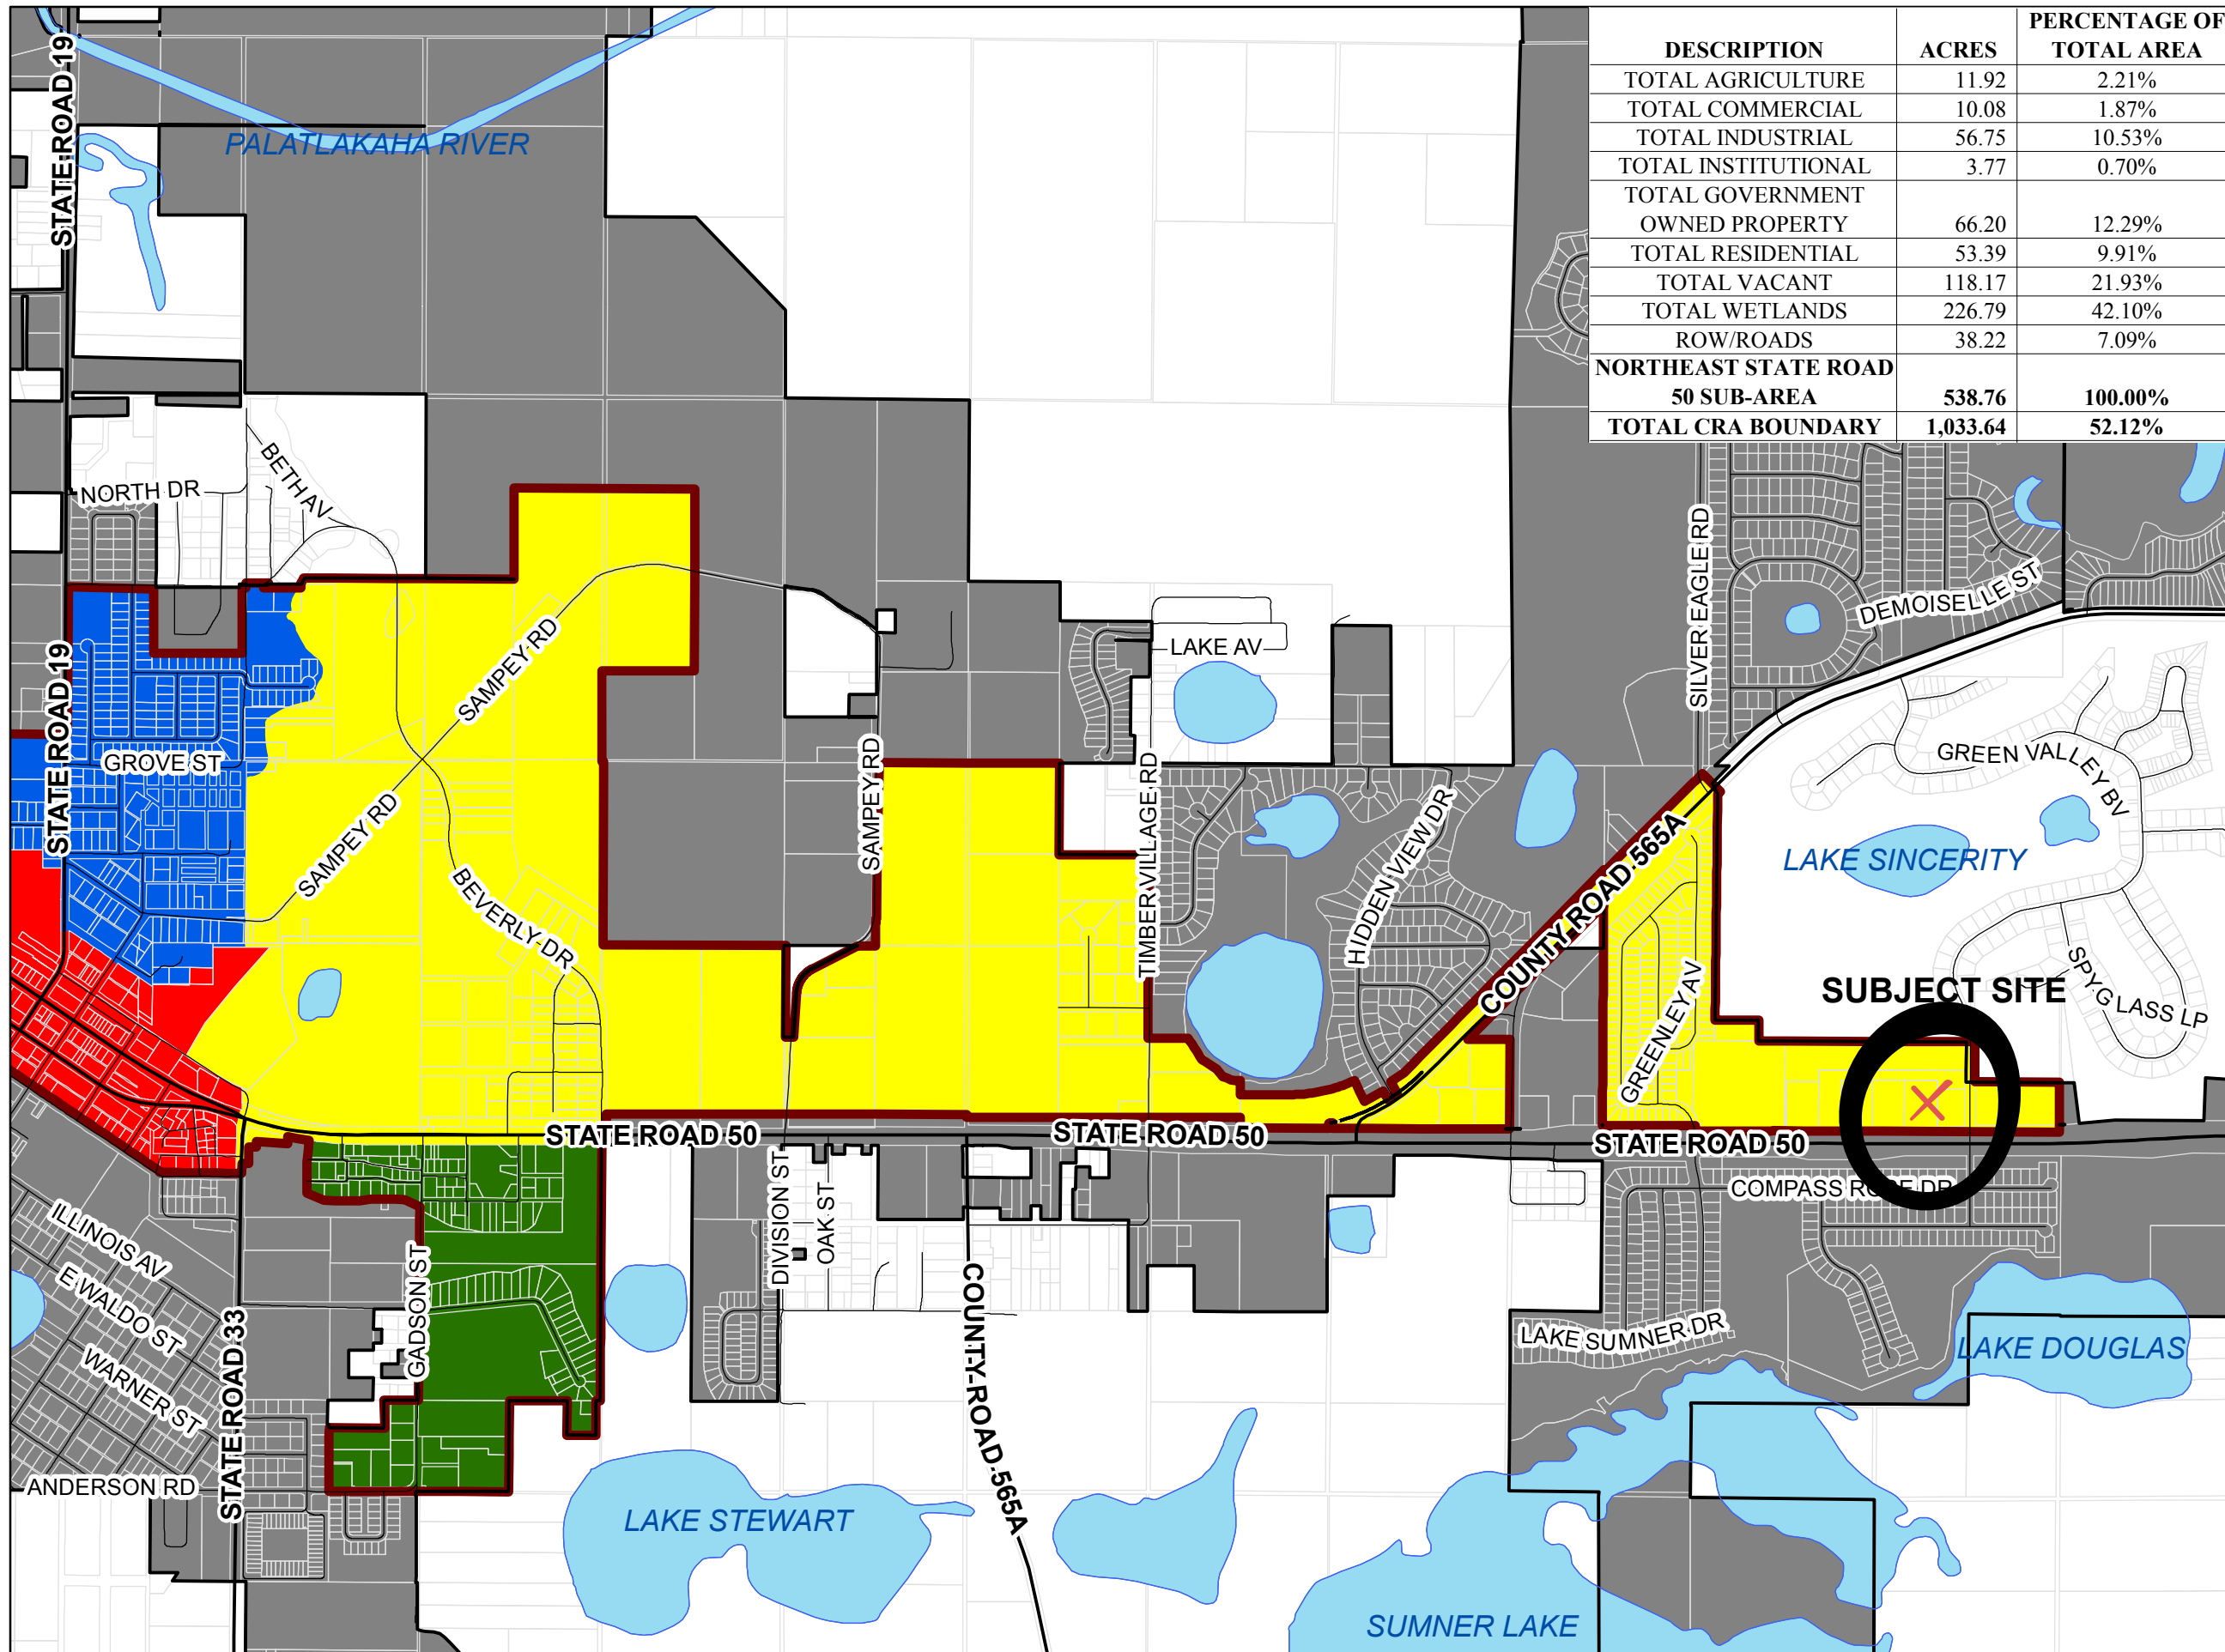 DESCRIPTION ACRES PERCENTAGE OF TOTAL AREA
TOTAL AGRICULTURE 11.92 2.21%
TOTAL COMMERCIAL 10.08 1.87%
TOTAL INDUSTRIAL 56.75 10.53%
TOTAL INSTITUTIONAL 3.77 0.70%
TOTAL GOVERNMENT
OWNED PROPERTY 66.20 12.29%
TOTAL RESIDENTIAL 53.39 9.91%
TOTAL VACANT 118.17 21.93%
TOTAL WETLANDS 226.79 42.10%
ROW/ROADS 38.22 7.09%
NORTHEAST STATE ROAD
50 SUB-AREA 538.76 100.00%
TOTAL CRA BOUNDARY 1,033.64 52.12%
STATE ROAD 19
PALATLAKAHA RIVER
NORTH DR
BETH AV
SILVER EAGLE RD
DEMOISELLE ST
SAMPEY RD
LAKE AV
STATE ROAD 19
GROVE ST
GREEN VALLEY BV
SAMPEY RD
SAMPEY RD
TIMBER VILLAGE RD
HIDDEN VIEW DR
COUNTY ROAD 565A
LAKE SINCERITY
BEVERLY DR
GREENLEY AV
SUBJECT SITE
SPYGLASS LP
STATE ROAD 50
STATE ROAD 50
STATE ROAD 50
COMPASS ROSE DR
ILLINOIS AV
E WALDO ST
WARNER ST
GADSON ST
DIVISION ST
OAK ST
COUNTY ROAD 565A
STATE ROAD 33
LAKE SUMNER DR
LAKE DOUGLAS
ANDERSON RD
LAKE STEWART
SUMNER LAKE